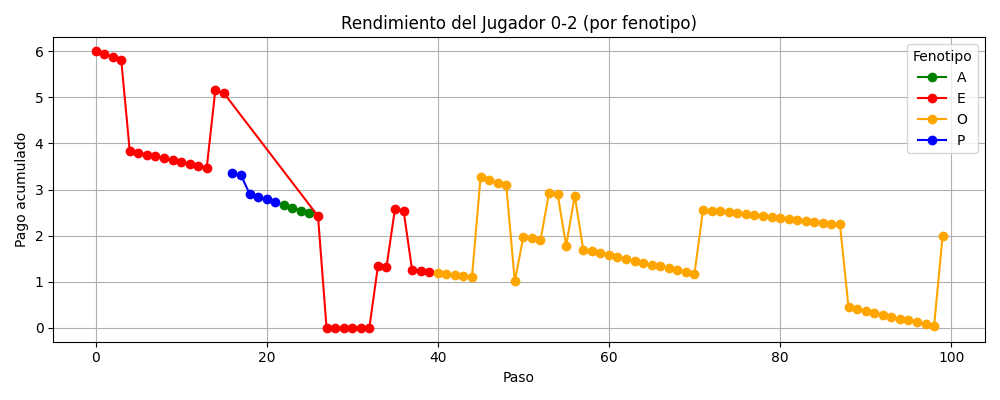 Rendimiento del Jugador 0-2 (por fenotipo)
Pago acumulado
6
5
4
3
2
1
0
Fenotipo
A
E
O
P
0
20
40
60
80
100
Paso